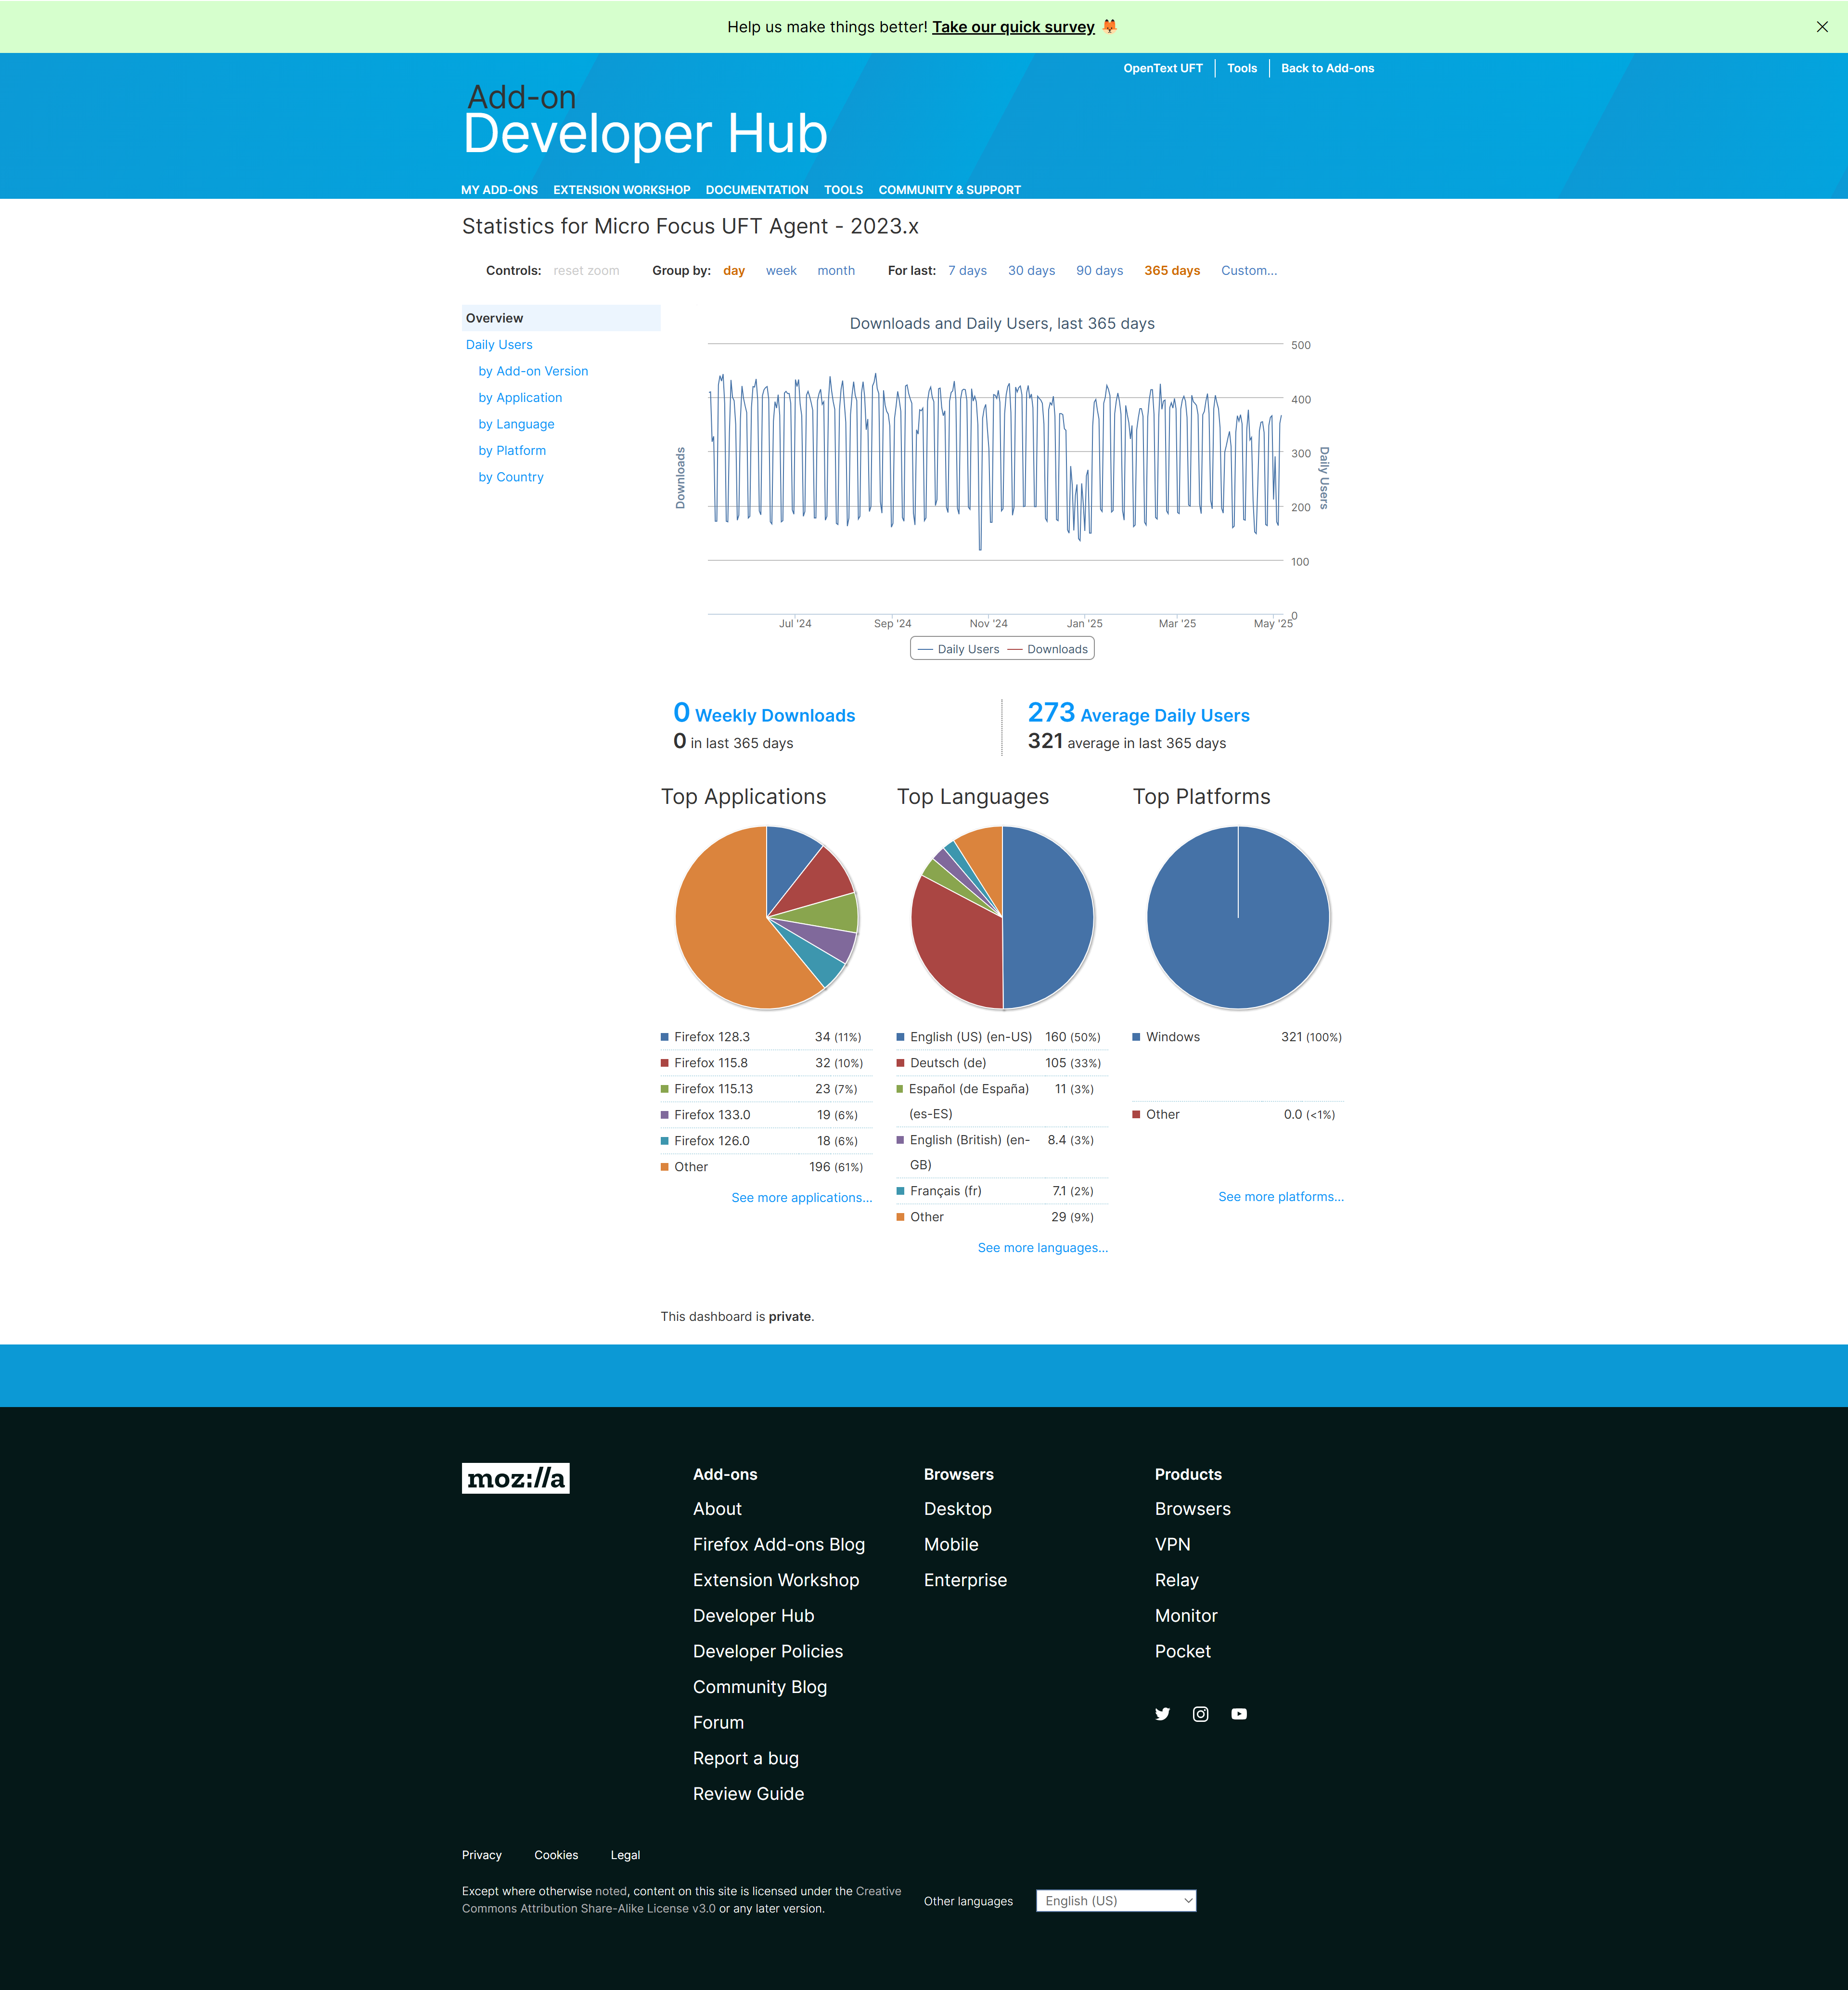 Help us make things better! Take our quick survey
OpenText UFT Tools Back to Add-ons
Add-on
Developer Hub
MY ADD-ONS EXTENSION WORKSHOP DOCUMENTATION TOOLS COMMUNITY & SUPPORT
Statistics for Micro Focus UFT Agent - 2023.x
Controls: reset zoom Group by: day week month For last: 7 days 30 days 90 days 365 days Custom...
Overview
Daily Users
by Add-on Version
by Application
by Language
by Platform
by Country
Downloads and Daily Users, last 365 days
Downloads
500
400
300
200
100
0
Daily Users
Jul '24 Sep '24 Nov '24 Jan '25 Mar '25 May '25
Daily Users Downloads
0 Weekly Downloads
0 in last 365 days
273 Average Daily Users
321 average in last 365 days
Top Applications
Firefox 128.3 34 (11%)
Firefox 115.8 32 (10%)
Firefox 115.13 23 (7%)
Firefox 133.0 19 (6%)
Firefox 126.0 18 (6%)
Other 196 (61%)
See more applications...
Top Languages
English (US) (en-US) 160 (50%)
Deutsch (de) 105 (33%)
Español (de España) 11 (3%)
(es-ES)
English (British) (en- 8.4 (3%)
GB)
Français (fr) 7.1 (2%)
Other 29 (9%)
See more languages...
Top Platforms
Windows 321 (100%)
Other 0.0 (<1%)
See more platforms...
This dashboard is private.
moz://a
Add-ons
About
Firefox Add-ons Blog
Extension Workshop
Developer Hub
Developer Policies
Community Blog
Forum
Report a bug
Review Guide
Browsers
Desktop
Mobile
Enterprise
Products
Browsers
VPN
Relay
Monitor
Pocket
Privacy Cookies Legal
Except where otherwise noted, content on this site is licensed under the Creative
Commons Attribution Share-Alike License v3.0 or any later version.
Other languages English (US)